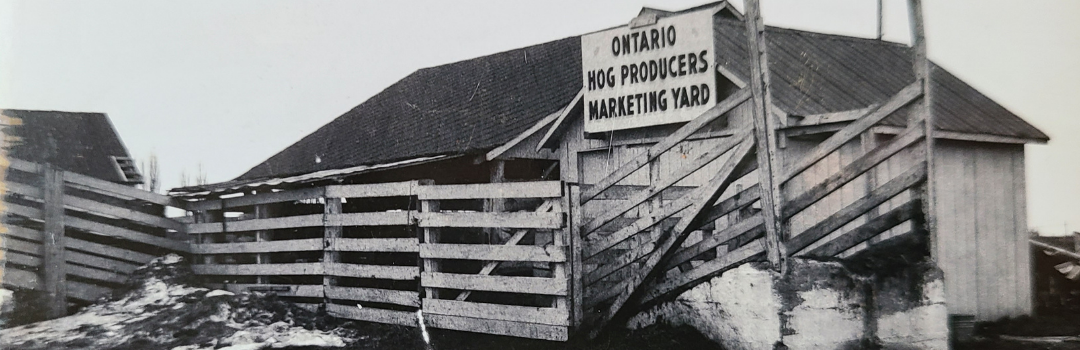 ONTARIO
HOG PRODUCERS
MARKETING YARD